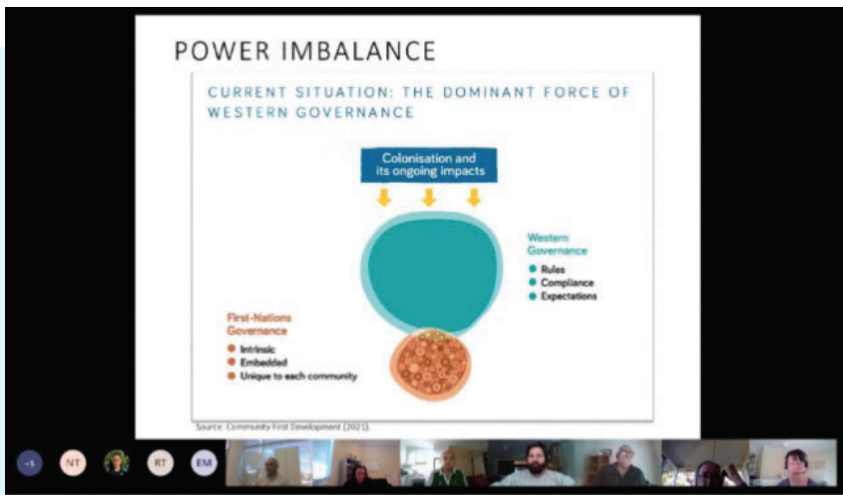 POWER IMBALANCE
CURRENT SITUATION: THE DOMINANT FORCE OF
WESTERN GOVERNANCE
Colonisation and
its ongoing impacts
Western
Governance
Rules
Compliance
Expectations
First-Nations
Governance
Intrinsic
Embedded
Unique to each community
Source: Community First Development (2021).
+5
NT
RT
EM